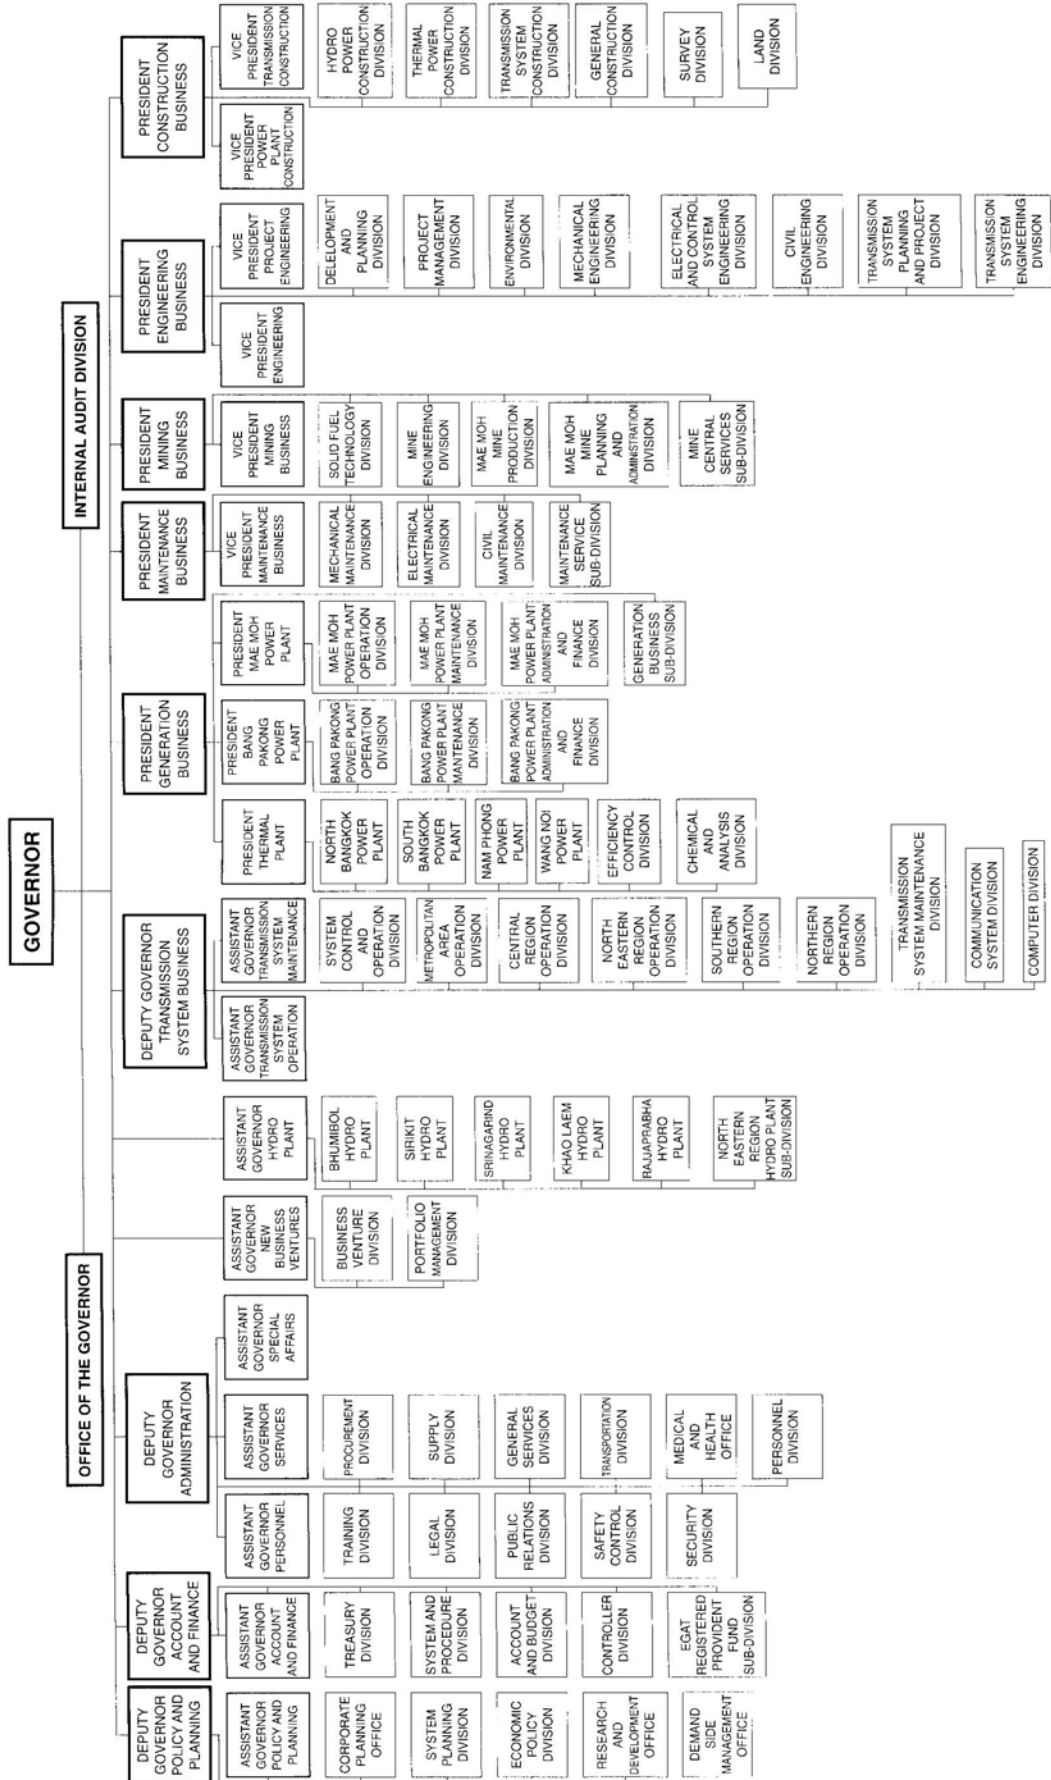 GOVERNOR
OFFICE OF THE GOVERNOR
INTERNAL AUDIT DIVISION
DEPUTY
GOVERNOR
POLICY AND
PLANNING
ASSISTANT
GOVERNOR
POLICY AND
PLANNING
CORPORATE
PLANNING
OFFICE
SYSTEM
PLANNING
DIVISION
ECONOMIC
POLICY
DIVISION
RESEARCH
AND
DEVELOPMENT
OFFICE
DEMAND
SIDE
MANAGEMENT
OFFICE
DEPUTY
GOVERNOR
ACCOUNT
AND FINANCE
ASSISTANT
GOVERNOR
ACCOUNT
AND FINANCE
TREASURY
DIVISION
SYSTEM AND
PROCEDURE
DIVISION
ACCOUNT
AND BUDGET
DIVISION
CONTROLLER
DIVISION
EGAT
REGISTERED
PROVIDENT
FUND
SUB-DIVISION
DEPUTY
GOVERNOR
ADMINISTRATION
ASSISTANT
GOVERNOR
PERSONNEL
TRAINING
DIVISION
LEGAL
DIVISION
PUBLIC
RELATIONS
DIVISION
SAFETY
CONTROL
DIVISION
SECURITY
DIVISION
ASSISTANT
GOVERNOR
SERVICES
PROCUREMENT
DIVISION
SUPPLY
DIVISION
GENERAL
SERVICES
DIVISION
TRANSPORTATION
DIVISION
MEDICAL
AND
HEALTH
OFFICE
PERSONNEL
DIVISION
ASSISTANT
GOVERNOR
SPECIAL
AFFAIRS
ASSISTANT
GOVERNOR
NEW
BUSINESS
VENTURES
BUSINESS
VENTURE
DIVISION
PORTFOLIO
MANAGEMENT
DIVISION
ASSISTANT
GOVERNOR
HYDRO
PLANT
BHUMIBOL
HYDRO
PLANT
SIRIKIT
HYDRO
PLANT
SRINAGARIND
HYDRO
PLANT
KHAO LAEM
HYDRO
PLANT
RAJJAPRABHA
HYDRO
PLANT
NORTH
EASTERN
REGION
HYDRO PLANT
SUB-DIVISION
DEPUTY GOVERNOR
TRANSMISSION
SYSTEM BUSINESS
ASSISTANT
GOVERNOR
TRANSMISSION
SYSTEM
OPERATION
ASSISTANT
GOVERNOR
TRANSMISSION
SYSTEM
MAINTENANCE
SYSTEM
CONTROL
AND
OPERATION
DIVISION
METROPOLITAN
AREA
OPERATION
DIVISION
CENTRAL
REGION
OPERATION
DIVISION
NORTH
EASTERN
REGION
OPERATION
DIVISION
SOUTHERN
REGION
OPERATION
DIVISION
NORTHERN
REGION
OPERATION
DIVISION
TRANSMISSION
SYSTEM MAINTENANCE
DIVISION
COMMUNICATION
SYSTEM DIVISION
COMPUTER DIVISION
PRESIDENT
GENERATION
BUSINESS
PRESIDENT
THERMAL
PLANT
NORTH
BANGKOK
POWER
PLANT
SOUTH
BANGKOK
POWER
PLANT
NAM PHONG
POWER
PLANT
WANG NOI
POWER
PLANT
EFFICIENCY
CONTROL
DIVISION
CHEMICAL
AND
ANALYSIS
DIVISION
PRESIDENT
BANG
PAKONG
POWER
PLANT
BANG PAKONG
POWER PLANT
OPERATION
DIVISION
BANG PAKONG
POWER PLANT
MANTENANCE
DIVISION
BANG PAKONG
POWER PLANT
ADMINISTRATION
AND
FINANCE
DIVISION
PRESIDENT
MAE MOH
POWER
PLANT
MAE MOH
POWER PLANT
OPERATION
DIVISION
MAE MOH
POWER PLANT
MAINTENANCE
DIVISION
MAE MOH
POWER PLANT
ADMINISTRATION
AND
FINANCE
DIVISION
GENERATION
BUSINESS
SUB-DIVISION
PRESIDENT
MAINTENANCE
BUSINESS
VICE
PRESIDENT
MAINTENANCE
BUSINESS
MECHANICAL
MAINTENANCE
DIVISION
ELECTRICAL
MAINTENANCE
DIVISION
CIVIL
MAINTENANCE
DIVISION
MAINTENANCE
SERVICE
SUB-DIVISION
PRESIDENT
MINING
BUSINESS
VICE
PRESIDENT
MINING
BUSINESS
SOLID FUEL
TECHNOLOGY
DIVISION
MINE
ENGINEERING
DIVISION
MAE MOH
MINE
PRODUCTION
DIVISION
MAE MOH
MINE
PLANNING
AND
ADMINISTRATION
DIVISION
MINE
CENTRAL
SERVICES
SUB-DIVISION
PRESIDENT
ENGINEERING
BUSINESS
VICE
PRESIDENT
ENGINEERING
VICE
PRESIDENT
PROJECT
ENGINEERING
DELELOPMENT
AND
PLANNING
DIVISION
PROJECT
MANAGEMENT
DIVISION
ENVIRONMENTAL
DIVISION
MECHANICAL
ENGINEERING
DIVISION
ELECTRICAL
AND CONTROL
SYSTEM
ENGINEERING
DIVISION
CIVIL
ENGINEERING
DIVISION
TRANSMISSION
SYSTEM
PLANNING
AND PROJECT
DIVISION
TRANSMISSION
SYSTEM
ENGINEERING
DIVISION
PRESIDENT
CONSTRUCTION
BUSINESS
VICE
PRESIDENT
POWER
PLANT
CONSTRUCTION
VICE
PRESIDENT
TRANSMISSION
CONSTRUCTION
HYDRO
POWER
CONSTRUCTION
DIVISION
THERMAL
POWER
CONSTRUCTION
DIVISION
TRANSMISSION
SYSTEM
CONSTRUCTION
DIVISION
GENERAL
CONSTRUCTION
DIVISION
SURVEY
DIVISION
LAND
DIVISION